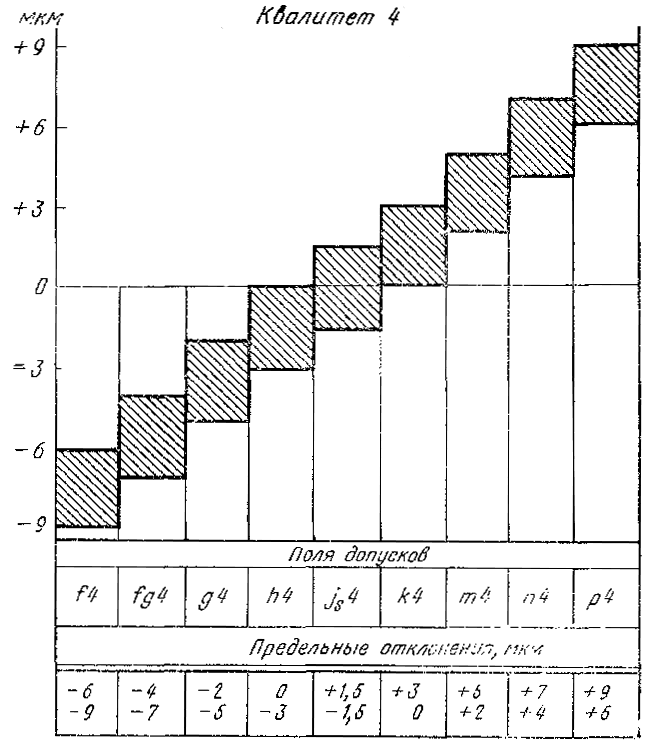 мкм Квалитет 4
+9
+6
+3
0
=3
-6
-9
Поля допусков
f4 fg4 g4 h4 js4 k4 m4 n4 p4
Предельные отклонения, мкм
-6 -4 -2 0 +1,5 +3 +5 +7 +9
-9 -7 -5 -3 -1,5 0 +2 +4 +6